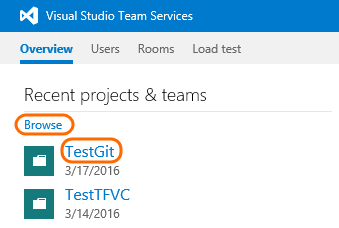 Visual Studio Team Services
Overview Users Rooms Load test
Recent projects & teams
Browse
TestGit
3/17/2016
TestTFVC
3/14/2016